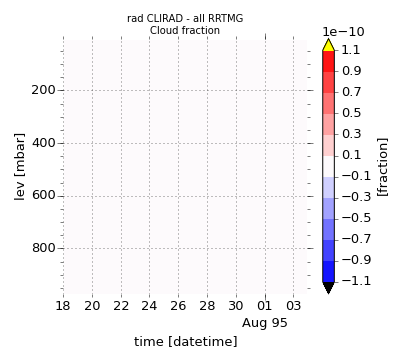 rad CLIRAD - all RRTMG
Cloud fraction
1e−10
1.1
0.9
0.7
0.5
0.3
0.1
−0.1
−0.3
−0.5
−0.7
−0.9
−1.1
[fraction]
lev [mbar]
200
400
600
800
18 20 22 24 26 28 30 01 03
Aug 95
time [datetime]